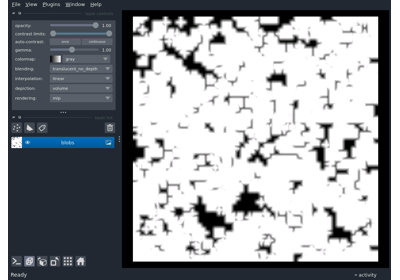 File View Plugins Window Help
opacity: 1.00
contrast limits:
auto-contrast: once continuous
gamma: 1.00
colormap: gray
blending: translucent_no_depth
interpolation: linear
depiction: volume
rendering: mip
blobs
Ready
activity